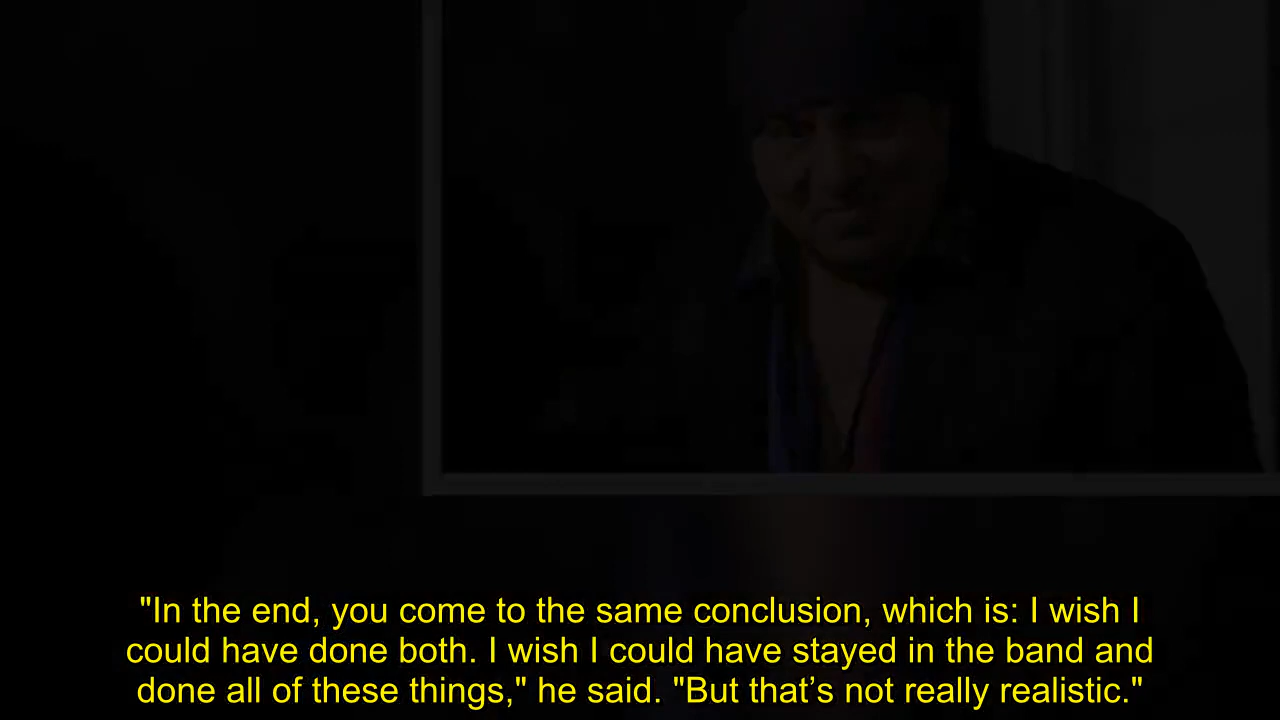 "In the end, you come to the same conclusion, which is: I wish I
could have done both. I wish I could have stayed in the band and
done all of these things," he said. "But that’s not really realistic."